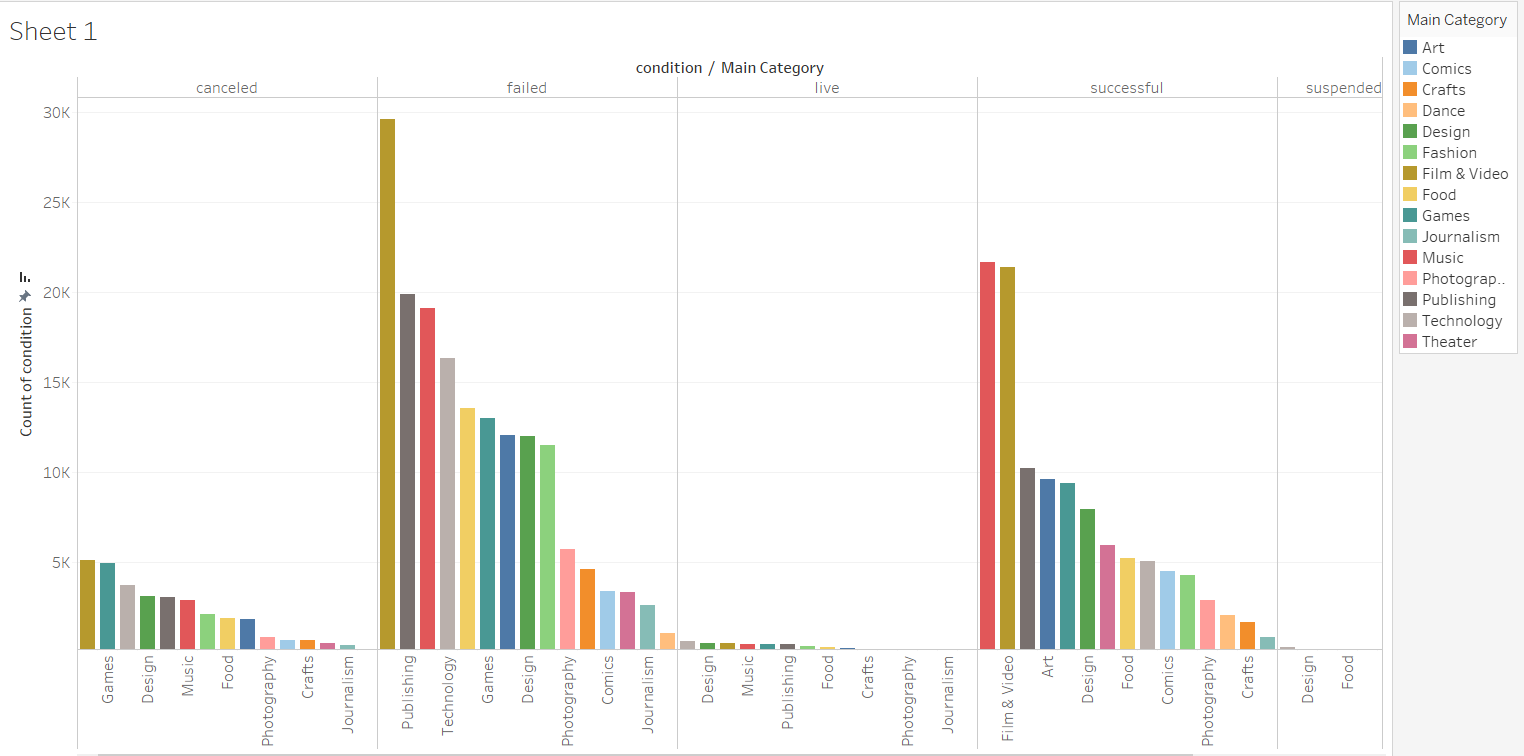 Sheet 1
condition / Main Category
canceled
failed
live
successful
suspended
30K
25K
20K
15K
10K
5K
Count of condition
Games
Design
Music
Food
Photography
Crafts
Journalism
Publishing
Technology
Games
Design
Photography
Comics
Journalism
Design
Music
Publishing
Food
Crafts
Photography
Journalism
Film & Video
Art
Design
Food
Comics
Photography
Crafts
Design
Food
Main Category
Art
Comics
Crafts
Dance
Design
Fashion
Film & Video
Food
Games
Journalism
Music
Photograp..
Publishing
Technology
Theater